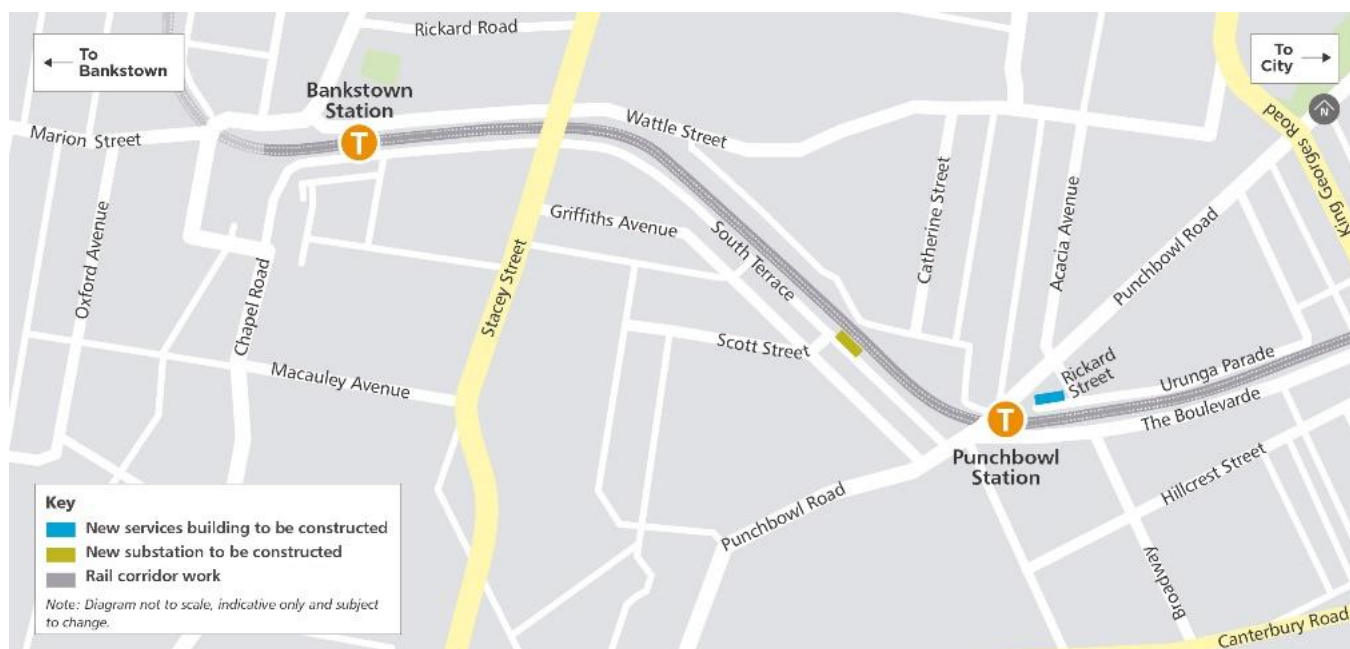 Rickard Road
To
Bankstown
To
City
Bankstown
Station
T
Marion Street
Wattle Street
N
King Georges Road
Griffiths Avenue
South Terrace
Catherine Street
Acacia Avenue
Punchbowl Road
Oxford Avenue
Chapel Road
Stacey Street
Scott Street
Macauley Avenue
Rickard
Street
Urunga Parade
The Boulevarde
T
Punchbowl
Station
Hillcrest Street
Punchbowl Road
Broadway
Canterbury Road
Key
New services building to be constructed
New substation to be constructed
Rail corridor work
Note: Diagram not to scale, indicative only and subject
to change.